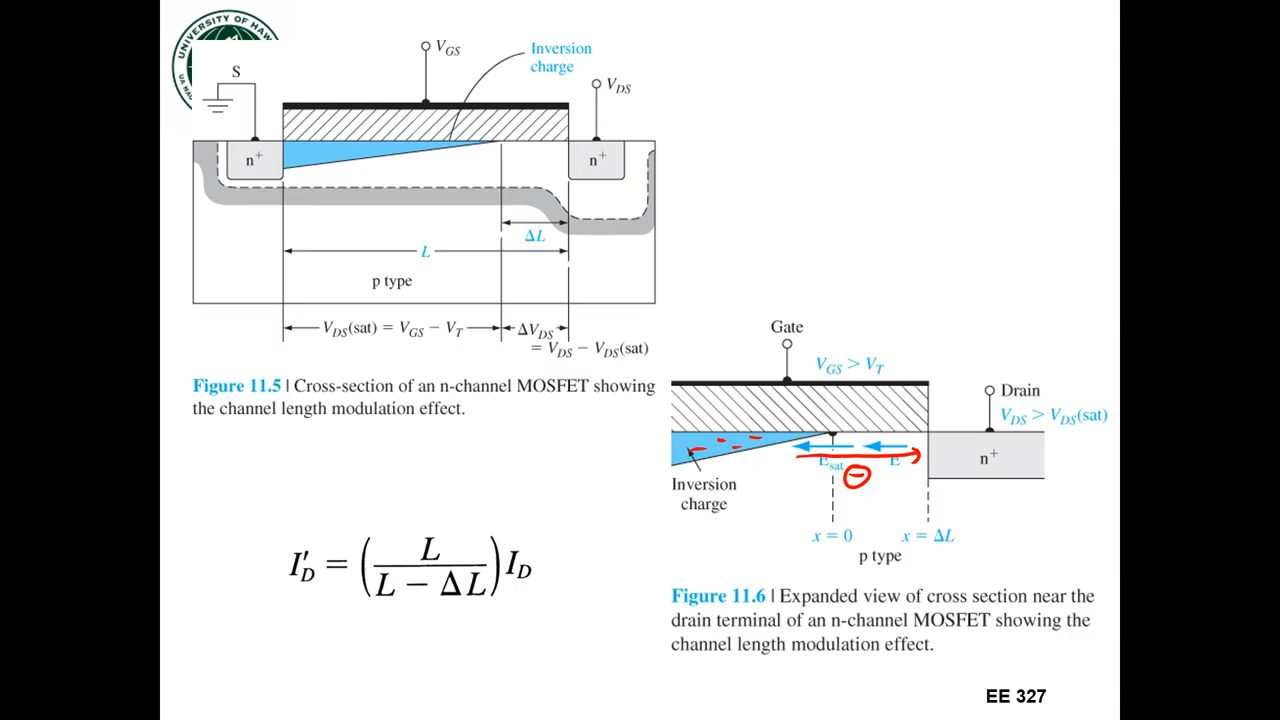 UNIVERSITY OF HAW
S
V_GS
Inversion
charge
V_DS
n⁺
n⁺
ΔL
L
p type
V_DS(sat) = V_GS − V_T
ΔV_DS
= V_DS − V_DS(sat)
Figure 11.5 | Cross-section of an n-channel MOSFET showing
the channel length modulation effect.
I′_D = (L / (L − ΔL)) I_D
Gate
V_GS > V_T
Drain
V_DS > V_DS(sat)
E_sat
E
n⁺
−
Inversion
charge
x = 0
x = ΔL
p type
Figure 11.6 | Expanded view of cross section near the
drain terminal of an n-channel MOSFET showing the
channel length modulation effect.
EE 327